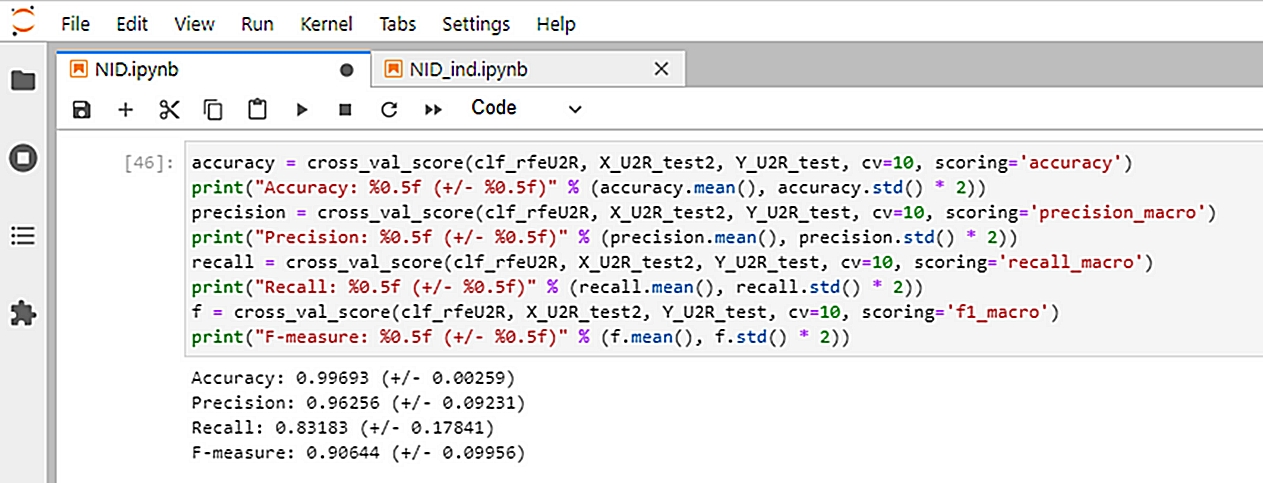 File Edit View Run Kernel Tabs Settings Help
NID.ipynb NID_ind.ipynb
Code
[46]: accuracy = cross_val_score(clf_rfeU2R, X_U2R_test2, Y_U2R_test, cv=10, scoring='accuracy')
print("Accuracy: %0.5f (+/- %0.5f)" % (accuracy.mean(), accuracy.std() * 2))
precision = cross_val_score(clf_rfeU2R, X_U2R_test2, Y_U2R_test, cv=10, scoring='precision_macro')
print("Precision: %0.5f (+/- %0.5f)" % (precision.mean(), precision.std() * 2))
recall = cross_val_score(clf_rfeU2R, X_U2R_test2, Y_U2R_test, cv=10, scoring='recall_macro')
print("Recall: %0.5f (+/- %0.5f)" % (recall.mean(), recall.std() * 2))
f = cross_val_score(clf_rfeU2R, X_U2R_test2, Y_U2R_test, cv=10, scoring='f1_macro')
print("F-measure: %0.5f (+/- %0.5f)" % (f.mean(), f.std() * 2))
Accuracy: 0.99693 (+/- 0.00259)
Precision: 0.96256 (+/- 0.09231)
Recall: 0.83183 (+/- 0.17841)
F-measure: 0.90644 (+/- 0.09956)